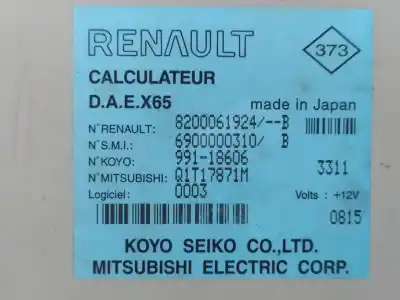 RENAULT
373
CALCULATEUR
D.A.E.X65
made in Japan
N°RENAULT: 8200061924/--B
N°S.M.I.: 6900000310/ B
N°KOYO: 991-18606
3311
N°MITSUBISHI: Q1T17871M
Logiciel: 0003
Volts : +12V
0815
KOYO SEIKO CO.,LTD.
MITSUBISHI ELECTRIC CORP.